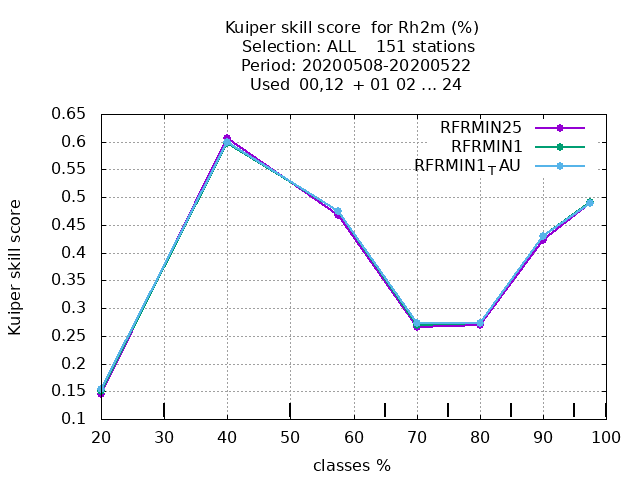 Kuiper skill score  for Rh2m (%)
Selection: ALL    151 stations
Period: 20200508-20200522
Used  00,12  + 01 02 ... 24
RFRMIN25
RFRMIN1
RFRMIN1TAU
0.65
0.6
0.55
0.5
0.45
0.4
0.35
0.3
0.25
0.2
0.15
0.1
Kuiper skill score
20 30 40 50 60 70 80 90 100
classes %